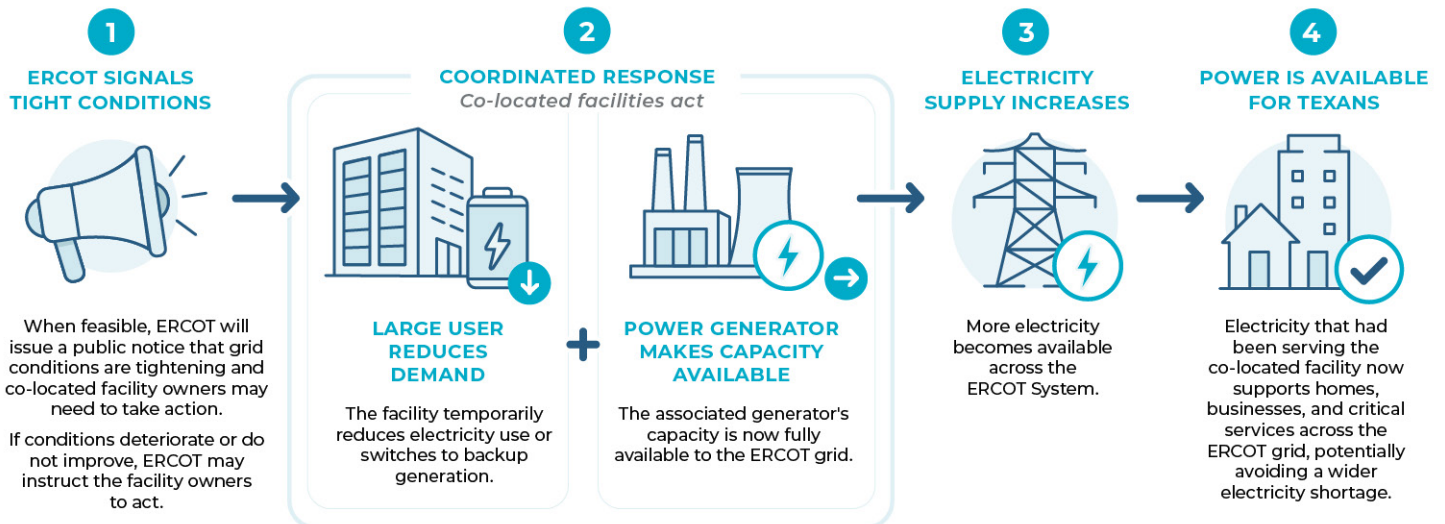 1
ERCOT SIGNALS
TIGHT CONDITIONS
When feasible, ERCOT will
issue a public notice that grid
conditions are tightening and
co-located facility owners may
need to take action.
If conditions deteriorate or do
not improve, ERCOT may
instruct the facility owners
to act.
2
COORDINATED RESPONSE
Co-located facilities act
LARGE USER
REDUCES
DEMAND
The facility temporarily
reduces electricity use or
switches to backup
generation.
+
POWER GENERATOR
MAKES CAPACITY
AVAILABLE
The associated generator's
capacity is now fully
available to the ERCOT grid.
3
ELECTRICITY
SUPPLY INCREASES
More electricity
becomes available
across the
ERCOT System.
4
POWER IS AVAILABLE
FOR TEXANS
Electricity that had
been serving the
co-located facility now
supports homes,
businesses, and critical
services across the
ERCOT grid, potentially
avoiding a wider
electricity shortage.